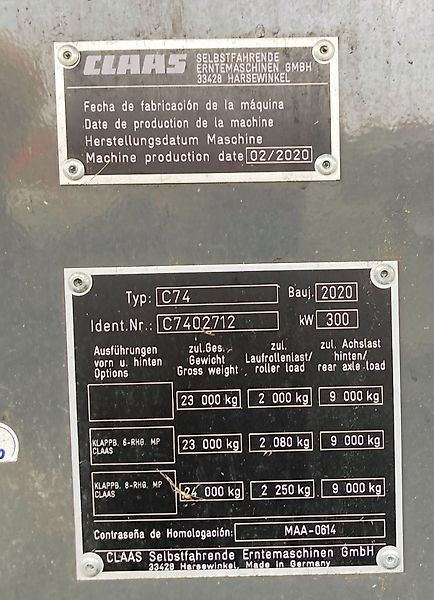 CLAAS SELBSTFAHRENDE
ERNTEMASCHINEN GMBH
33428 HARSEWINKEL
Fecha de fabricación de la máquina
Date de production de la machine
Herstellungsdatum Maschine
Machine production date 02/2020
Typ: C74 Bauj. 2020
Ident.Nr.: C7402712 kW 300
Ausführungen vorn u. hinten Options
zul.Ges. Gewicht Gross weight
zul. Laufrollenlast/ roller load
zul. Achslast hinten/ rear axle load
23 000 kg 2 000 kg 9 000 kg
KLAPPB. 6-RHG. MP CLAAS 23 000 kg 2 080 kg 9 000 kg
KLAPPB. 8-RHG. MP CLAAS 24 000 kg 2 250 kg 9 000 kg
Contraseña de Homologación: MAA-0614
CLAAS Selbstfahrende Erntemaschinen GmbH
33428 Harsewinkel, Made in Germany